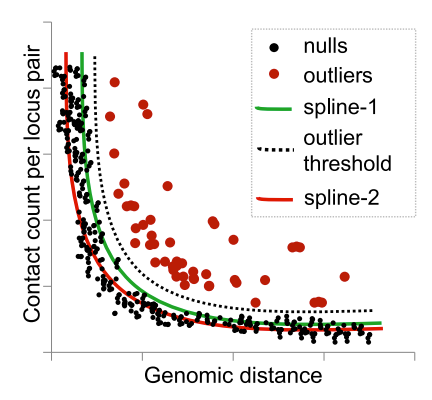 Contact count per locus pair
nulls
outliers
spline-1
outlier
threshold
spline-2
Genomic distance